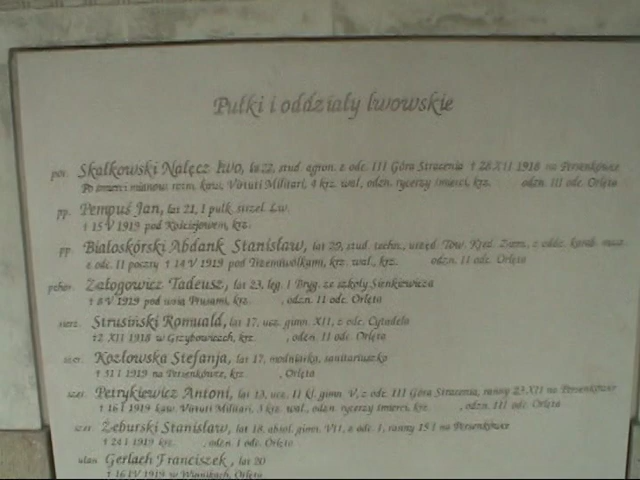 Pułki i oddziały lwowskie
por. Skałkowski Nałęcz Iwo, lat 22, stud. agron. z odc. III Góra Stracenia † 28 XII 1918 na Persenkówce
Po śmierci mianow. rotm. kaw. Virtuti Militari, 4 krz. wal., odzn. rycerzy śmierci, krz. odzn. III odc. Orlęta
pp. Pempuś Jan, lat 21, 1 pułk. strzel. Lw.
† 15 V 1919 pod Kościejowem, krz.
pp. Białoskórski Abdank Stanisław, lat 29, stud. techn., urzęd. Tow. Kred. Ziem., z oddz. karab. masz.
z odc. II poczty † 14 V 1919 pod Trzemiwólkami, krz. wal., krz. odzn. II odc. Orlęta
pchor. Załogowicz Tadeusz, lat 23, leg. I Bryg. ze szkoły Sienkiewicza
† 8 V 1919 pod wsią Prusami, krz. , odzn. II odc. Orlęta
sierż. Strusiński Romuald, lat 17, ucz. gimn. XII, z odc. Cytadela
†2 XII 1918 w Grzybowicach, krz. , odzn. II odc. Orlęta
szer. Kozłowska Stefanja, lat 17, modniarka, sanitariuszka
† 31 I 1919 na Persenkówce, krz. , Orlęta
szer. Petrykiewicz Antoni, lat 13, ucz. II kl. gimn. V, z odc. III Góra Stracenia, ranny 23 XII na Persenkówce
† 16 I 1919 kaw. Virtuti Militari, 3 krz. wal., odzn. rycerzy śmierci, krz. , odzn. III odc. Orlęta
szer. Żeburski Stanisław, lat 18, absol. gimn. VII, z odc. I, ranny 15 I na Persenkówce
† 24 I 1919 krz. , odzn. I odc. Orlęta
ułan Gerlach Franciszek, lat 20
† 16 IV 1919 w Winnikach, Orlęta